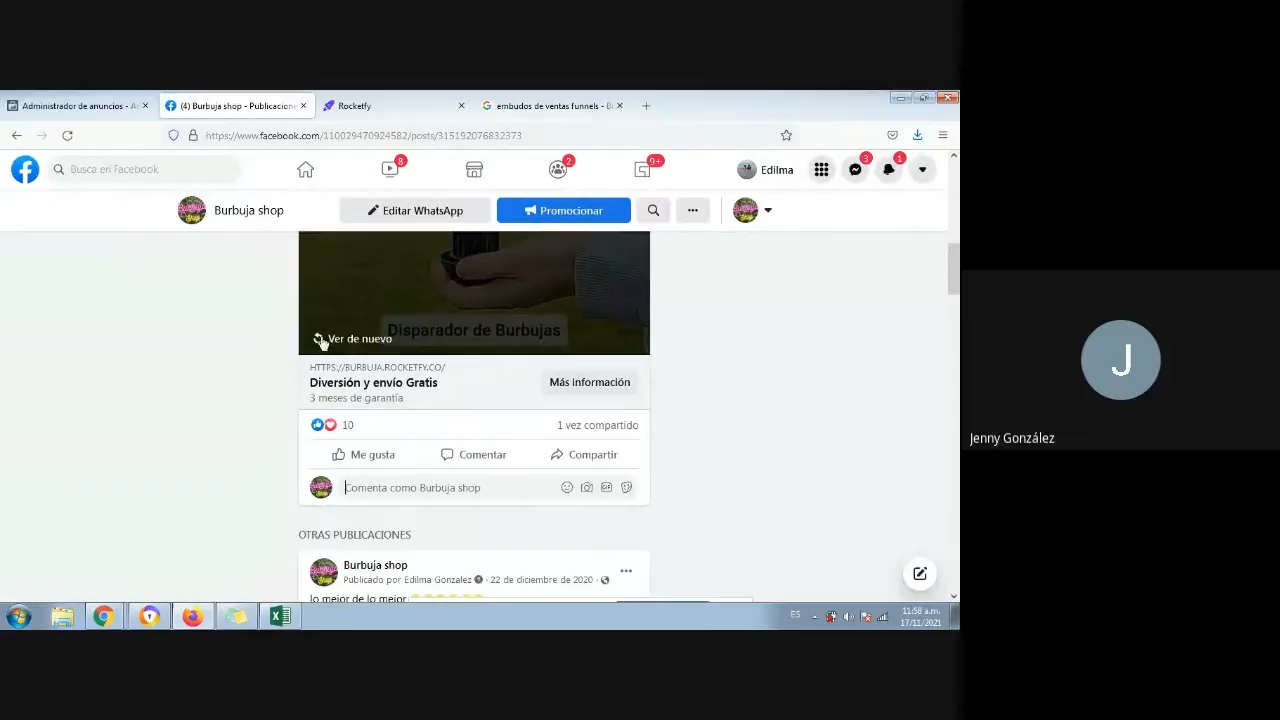 Administrador de anuncios - A
(4) Burbuja shop - Publicacione
Rocketfy
embudos de ventas funnels - B
https://www.facebook.com/110029470924582/posts/315192076832373
Busca en Facebook
8
2
9+
Edilma
3
1
Burbuja shop
Editar WhatsApp
Promocionar
Disparador de Burbujas
Ver de nuevo
HTTPS://BURBUJA.ROCKETFY.CO/
Diversión y envío Gratis
Más información
3 meses de garantía
10
1 vez compartido
Me gusta
Comentar
Compartir
Comenta como Burbuja shop
OTRAS PUBLICACIONES
Burbuja shop
Publicado por Edilma Gonzalez · 22 de diciembre de 2020 ·
lo mejor de lo mejor
ES
11:58 a.m.
17/11/2021
J
Jenny González